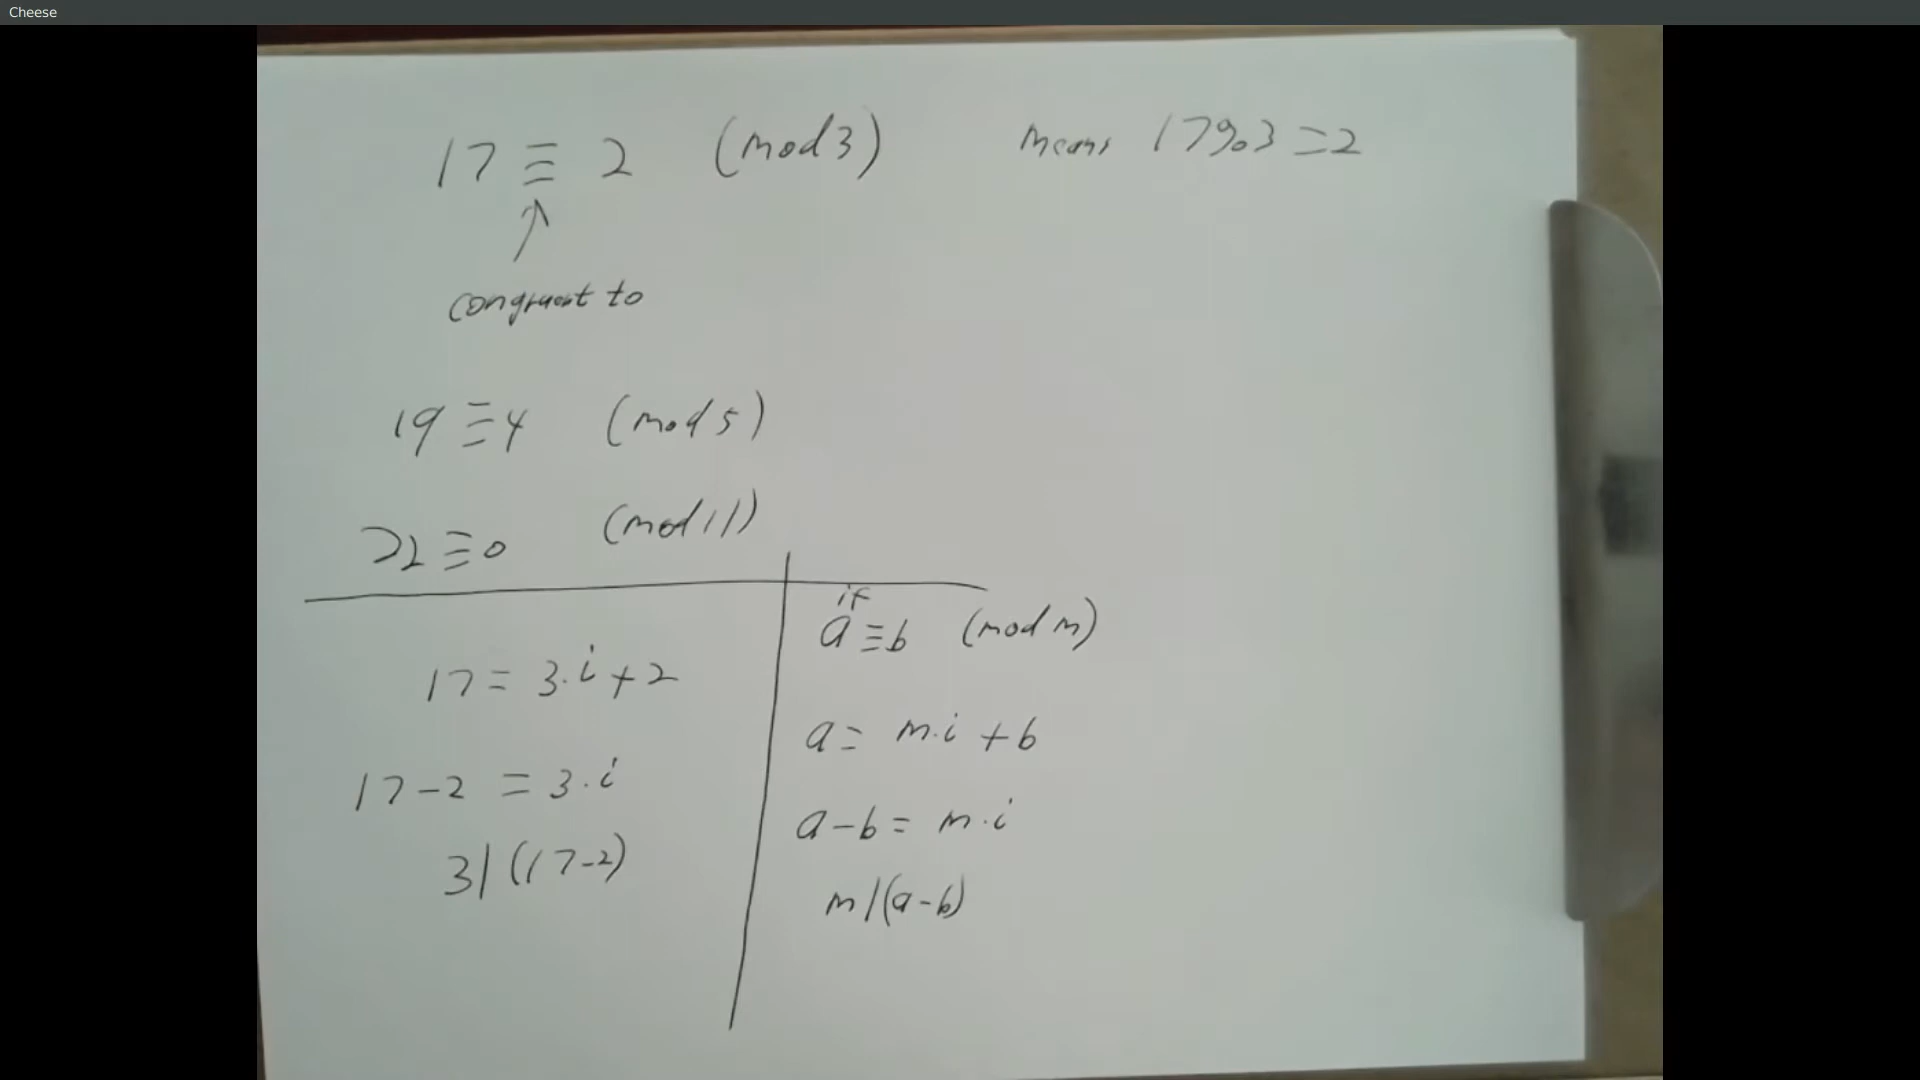 Cheese
17 ≡ 2 (mod 3) means 17%3 = 2
congruent to
19 ≡ 4 (mod 5)
22 ≡ 0 (mod 11)
17 = 3·i + 2
17 - 2 = 3·i
3|(17-2)
if
a ≡ b (mod m)
a = m·i + b
a - b = m·i
m|(a-b)